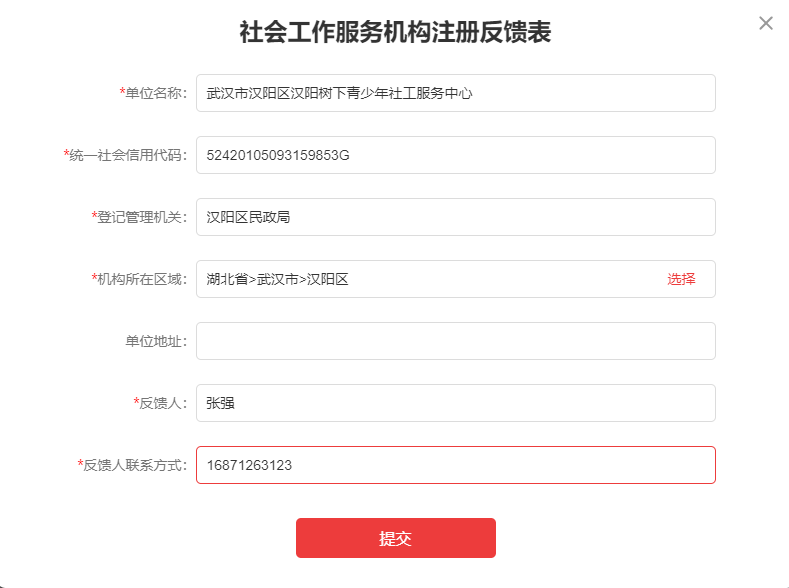 社会工作服务机构注册反馈表
*单位名称： 武汉市汉阳区汉阳树下青少年社工服务中心
*统一社会信用代码： 52420105093159853G
*登记管理机关： 汉阳区民政局
*机构所在区域： 湖北省>武汉市>汉阳区 选择
单位地址：
*反馈人： 张强
*反馈人联系方式： 16871263123
提交